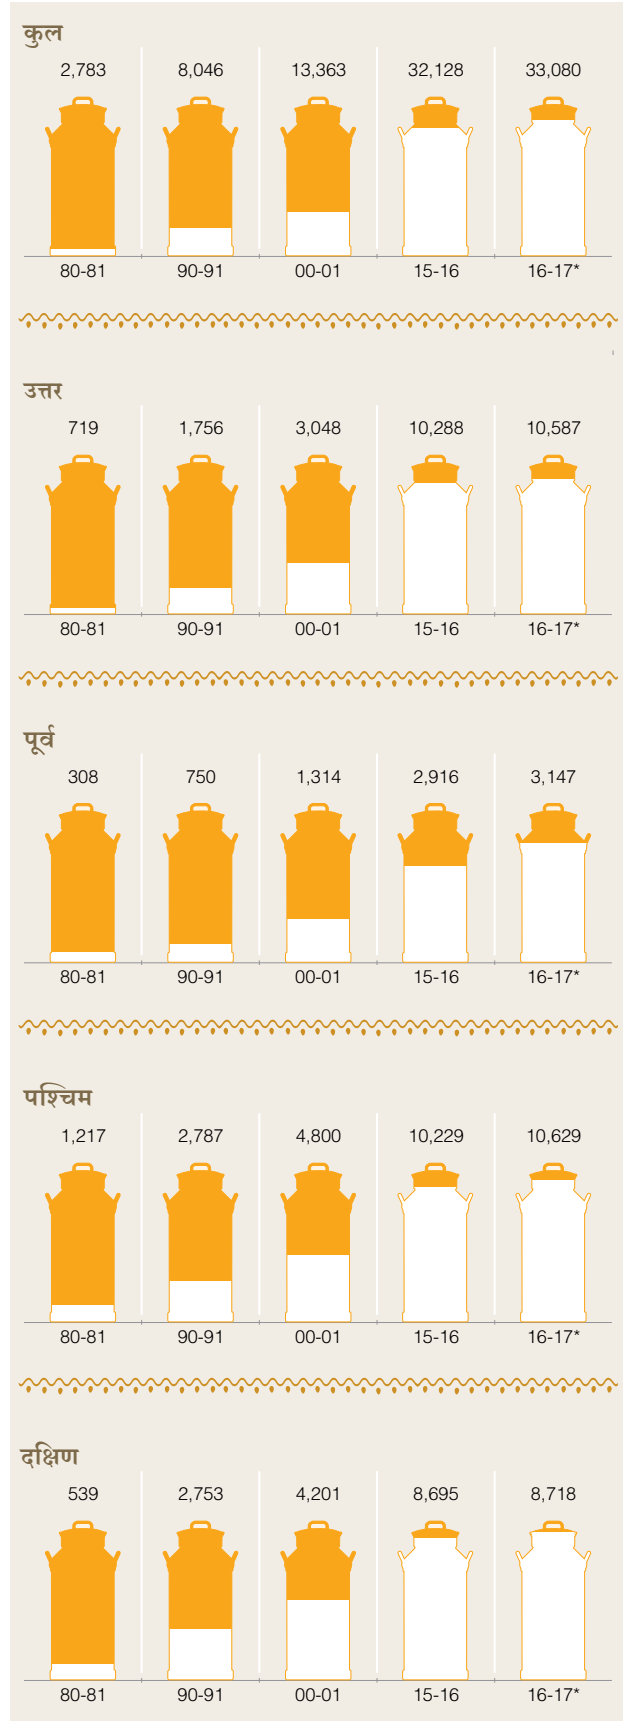 कुल
2,783 8,046 13,363 32,128 33,080
80-81 90-91 00-01 15-16 16-17*
उत्तर
719 1,756 3,048 10,288 10,587
80-81 90-91 00-01 15-16 16-17*
पूर्व
308 750 1,314 2,916 3,147
80-81 90-91 00-01 15-16 16-17*
पश्चिम
1,217 2,787 4,800 10,229 10,629
80-81 90-91 00-01 15-16 16-17*
दक्षिण
539 2,753 4,201 8,695 8,718
80-81 90-91 00-01 15-16 16-17*